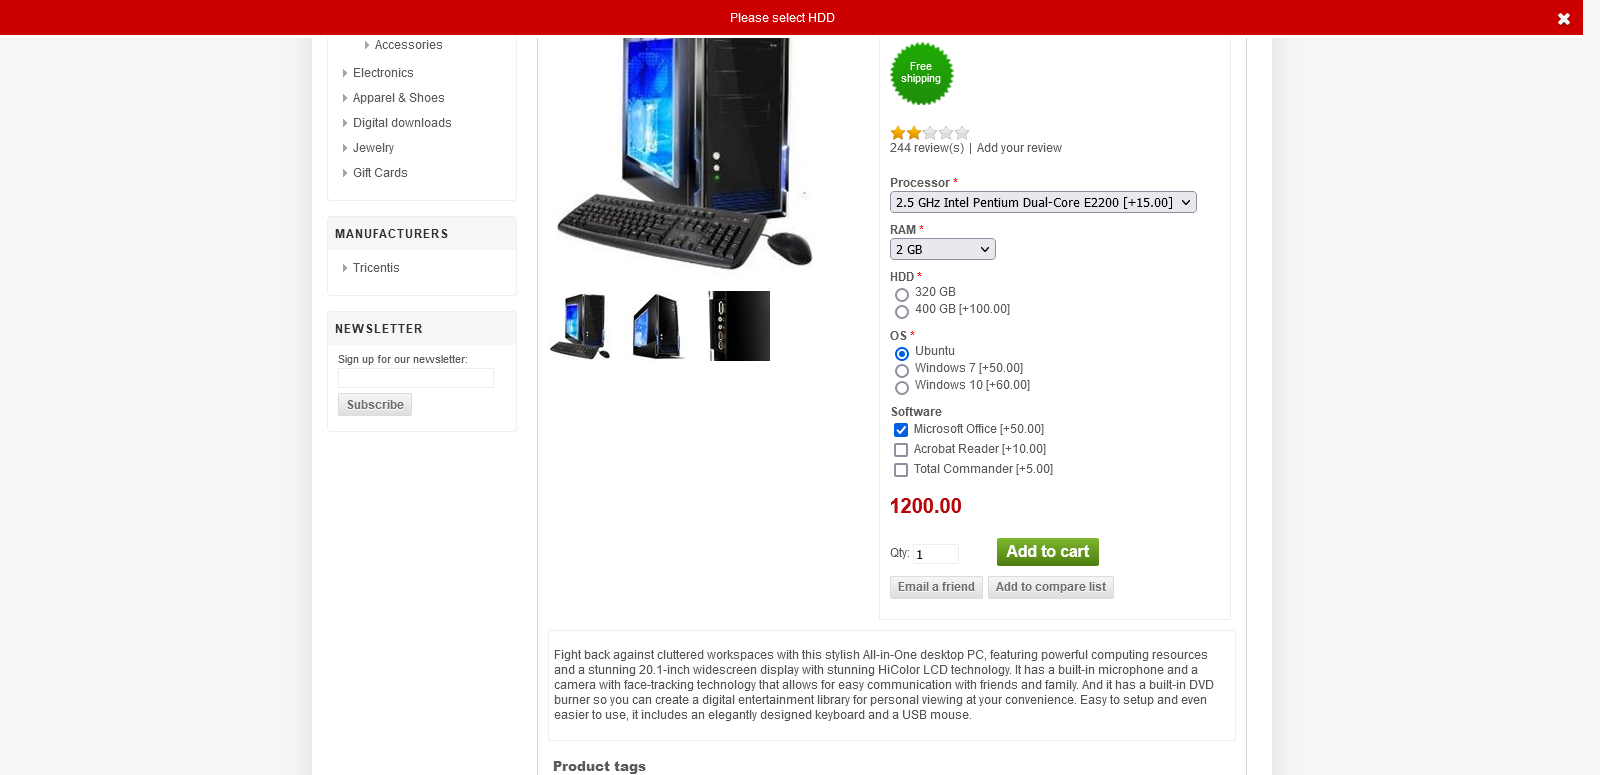 Please select HDD
Accessories
Electronics
Apparel & Shoes
Digital downloads
Jewelry
Gift Cards
MANUFACTURERS
Tricentis
NEWSLETTER
Sign up for our newsletter:
Subscribe
Free
shipping
244 review(s) | Add your review
Processor *
2.5 GHz Intel Pentium Dual-Core E2200 [+15.00]
RAM *
2 GB
HDD *
320 GB
400 GB [+100.00]
OS *
Ubuntu
Windows 7 [+50.00]
Windows 10 [+60.00]
Software
Microsoft Office [+50.00]
Acrobat Reader [+10.00]
Total Commander [+5.00]
1200.00
Qty: 1 Add to cart
Email a friend Add to compare list
Fight back against cluttered workspaces with this stylish All-in-One desktop PC, featuring powerful computing resources
and a stunning 20.1-inch widescreen display with stunning HiColor LCD technology. It has a built-in microphone and a
camera with face-tracking technology that allows for easy communication with friends and family. And it has a built-in DVD
burner so you can create a digital entertainment library for personal viewing at your convenience. Easy to setup and even
easier to use, it includes an elegantly designed keyboard and a USB mouse.
Product tags